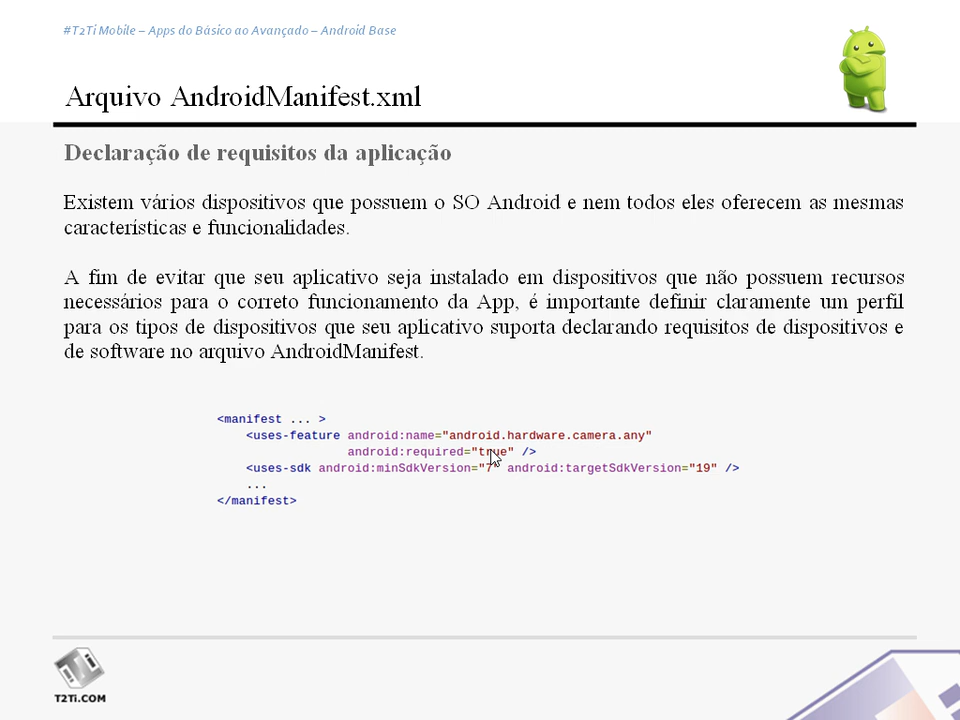 #T2Ti Mobile – Apps do Básico ao Avançado – Android Base
Arquivo AndroidManifest.xml
Declaração de requisitos da aplicação
Existem vários dispositivos que possuem o SO Android e nem todos eles oferecem as mesmas
características e funcionalidades.
A fim de evitar que seu aplicativo seja instalado em dispositivos que não possuem recursos
necessários para o correto funcionamento da App, é importante definir claramente um perfil
para os tipos de dispositivos que seu aplicativo suporta declarando requisitos de dispositivos e
de software no arquivo AndroidManifest.
<manifest ... >
<uses-feature android:name="android.hardware.camera.any"
android:required="true" />
<uses-sdk android:minSdkVersion="7" android:targetSdkVersion="19" />
...
</manifest>
T2Ti
T2Ti.COM